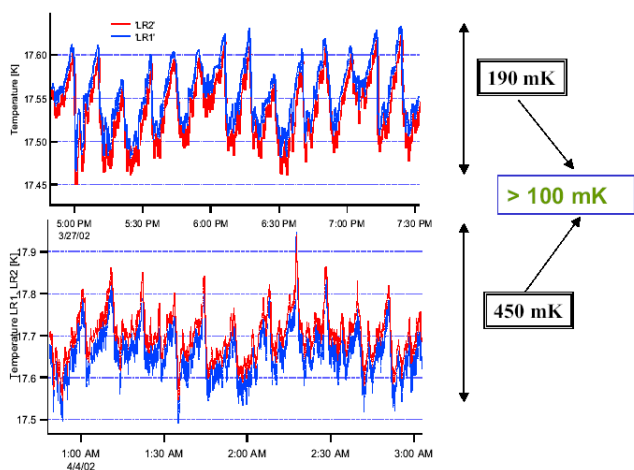 'LR2'
'LR1'
Temperature [K]
17.60
17.55
17.50
17.45
5:00 PM
5:30 PM
6:00 PM
6:30 PM
7:00 PM
7:30 PM
3/27/02
190 mK
> 100 mK
450 mK
Temperature LR1_LR2 [K]
17.9
17.8
17.7
17.6
17.5
1:00 AM
1:30 AM
2:00 AM
2:30 AM
3:00 AM
4/4/02